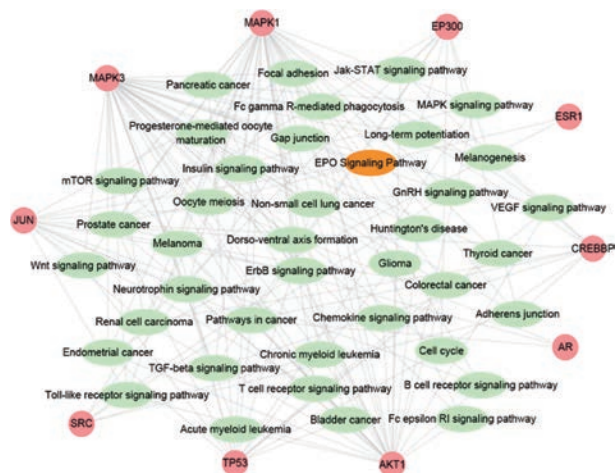 MAPK1
EP300
MAPK3
Focal adhesion
Jak-STAT signaling pathway
Pancreatic cancer
Fc gamma R-mediated phagocytosis
MAPK signaling pathway
ESR1
Progesterone-mediated oocyte
maturation
Gap junction
Long-term potentiation
EPO Signaling Pathway
Melanogenesis
Insulin signaling pathway
mTOR signaling pathway
GnRH signaling pathway
Oocyte meiosis
Non-small cell lung cancer
VEGF signaling pathway
JUN
Prostate cancer
Huntington's disease
Melanoma
Dorso-ventral axis formation
CREBBP
Thyroid cancer
Wnt signaling pathway
ErbB signaling pathway
Glioma
Neurotrophin signaling pathway
Colorectal cancer
Renal cell carcinoma
Pathways in cancer
Chemokine signaling pathway
Adherens junction
AR
Endometrial cancer
Chronic myeloid leukemia
Cell cycle
TGF-beta signaling pathway
Toll-like receptor signaling pathway
T cell receptor signaling pathway
B cell receptor signaling pathway
SRC
Bladder cancer
Fc epsilon RI signaling pathway
Acute myeloid leukemia
TP53
AKT1